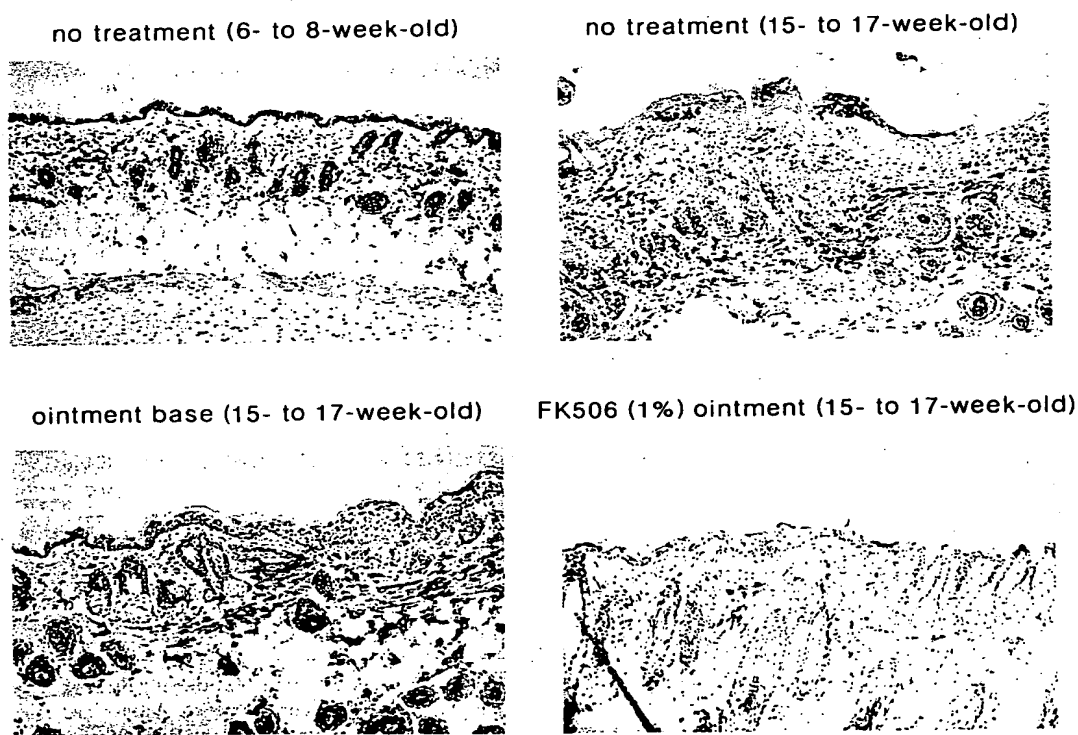 no treatment (6- to 8-week-old)
no treatment (15- to 17-week-old)
ointment base (15- to 17-week-old)
FK506 (1%) ointment (15- to 17-week-old)